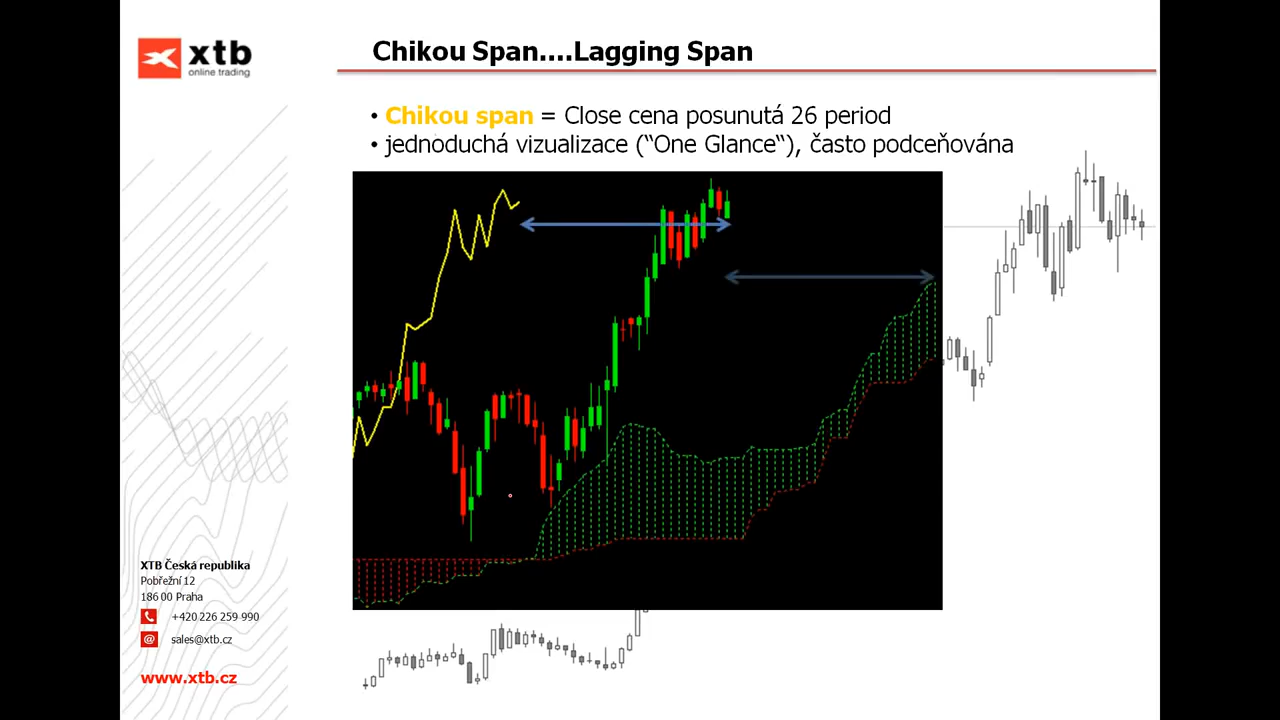 xtb
online trading
Chikou Span....Lagging Span
• Chikou span = Close cena posunutá 26 period
• jednoduchá vizualizace (“One Glance“), často podceňována
XTB Česká republika
Pobřežní 12
186 00 Praha
+420 226 259 990
@ sales@xtb.cz
www.xtb.cz